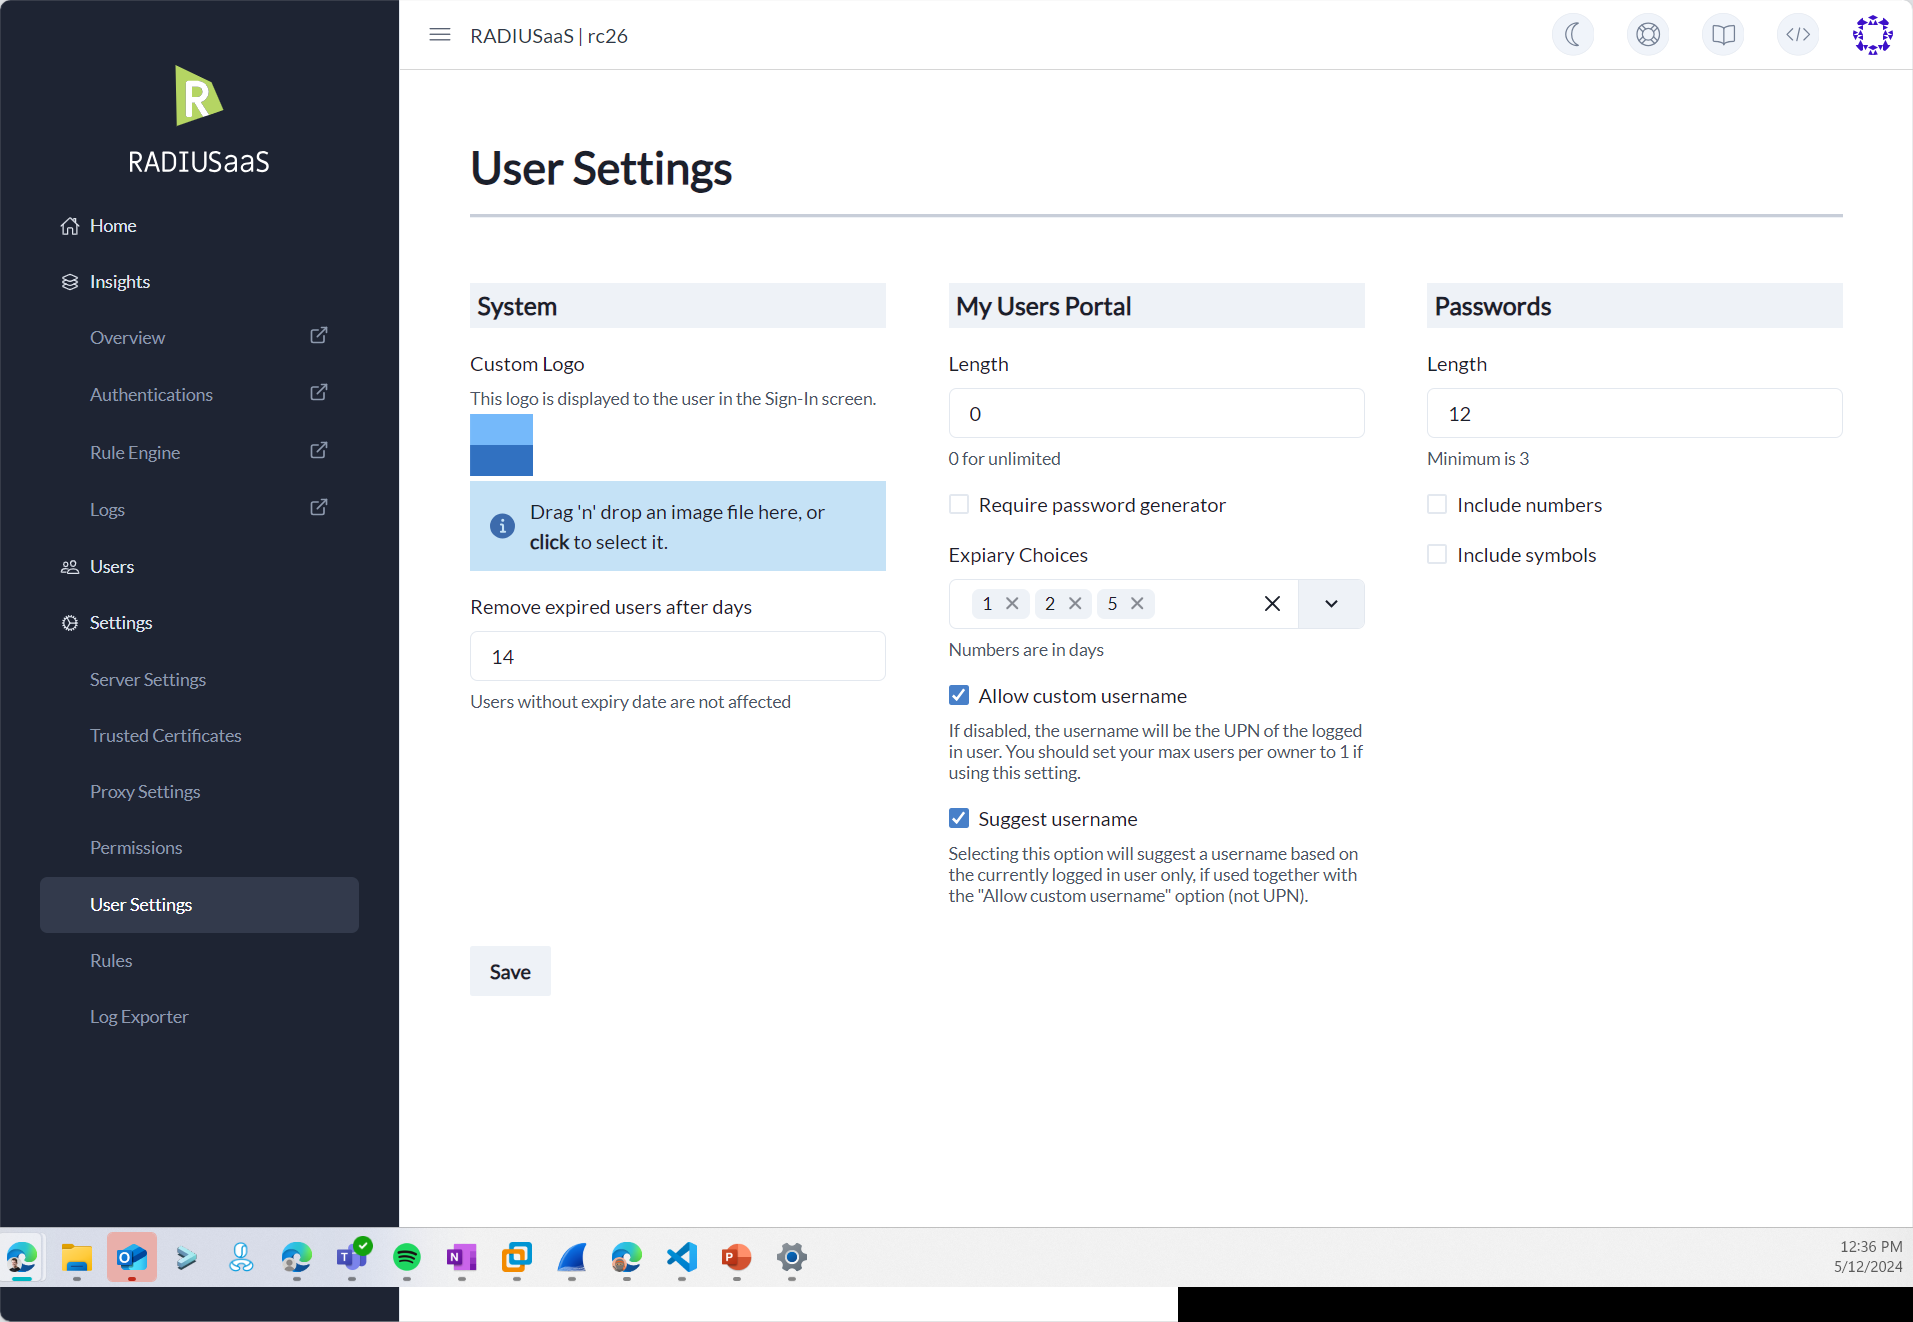 RADIUSaaS | rc26
R
RADIUSaaS
Home
Insights
Overview
Authentications
Rule Engine
Logs
Users
Settings
Server Settings
Trusted Certificates
Proxy Settings
Permissions
User Settings
Rules
Log Exporter
User Settings
System
Custom Logo
This logo is displayed to the user in the Sign-In screen.
Drag 'n' drop an image file here, or
click to select it.
Remove expired users after days
14
Users without expiry date are not affected
My Users Portal
Length
0
0 for unlimited
Require password generator
Expiary Choices
1 2 5
Numbers are in days
Allow custom username
If disabled, the username will be the UPN of the logged
in user. You should set your max users per owner to 1 if
using this setting.
Suggest username
Selecting this option will suggest a username based on
the currently logged in user only, if used together with
the "Allow custom username" option (not UPN).
Passwords
Length
12
Minimum is 3
Include numbers
Include symbols
Save
12:36 PM
5/12/2024